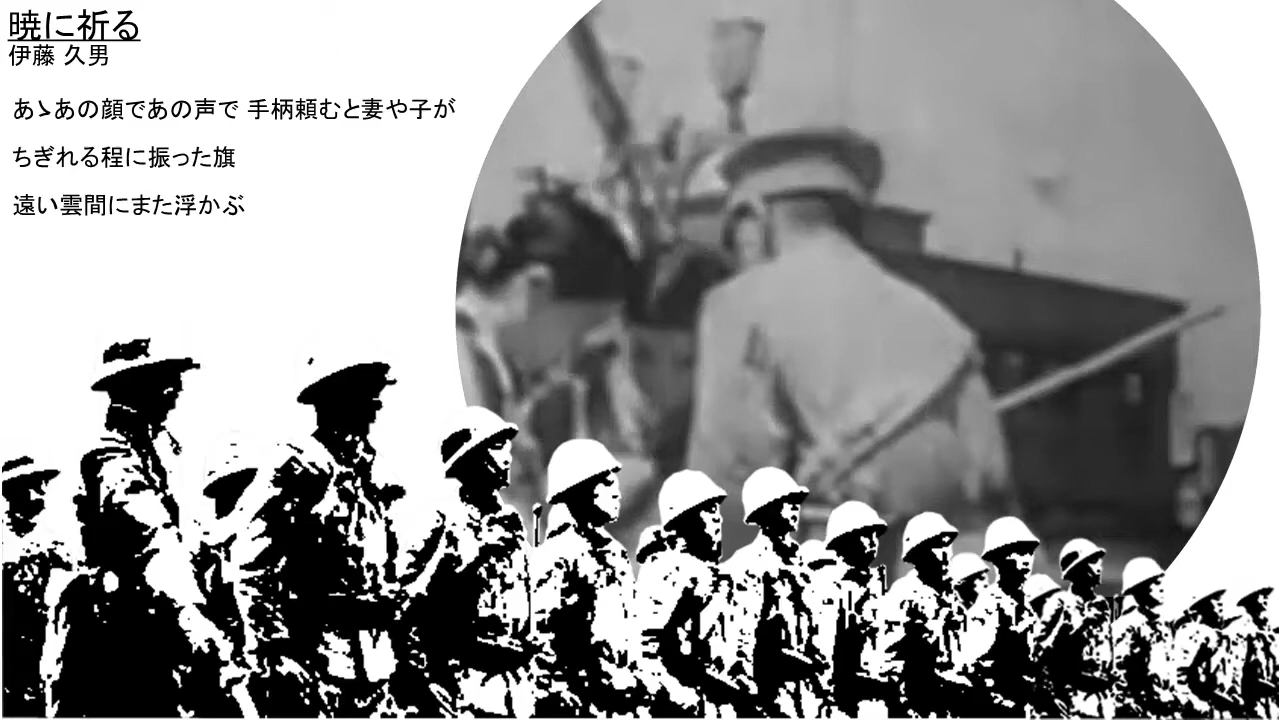 暁に祈る
伊藤 久男
あゝあの顔であの声で 手柄頼むと妻や子が
ちぎれる程に振った旗
遠い雲間にまた浮かぶ